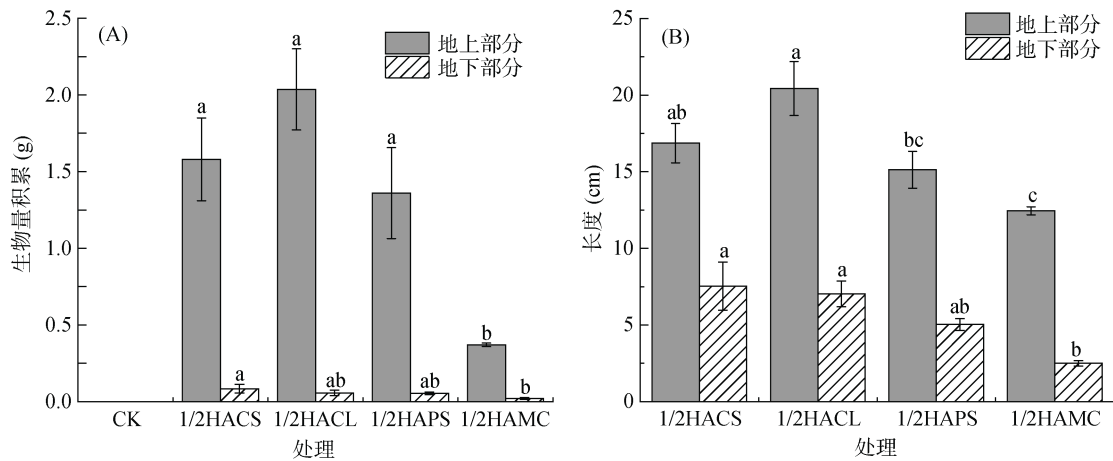 (A)
地上部分
地下部分
生物量积累 (g)
2.5
2.0
1.5
1.0
0.5
0.0
a
a
a
b
a
ab
ab
b
CK
1/2HACS
1/2HACL
1/2HAPS
1/2HAMC
处理
(B)
地上部分
地下部分
长度 (cm)
25
20
15
10
5
0
ab
a
bc
c
a
a
ab
b
1/2HACS
1/2HACL
1/2HAPS
1/2HAMC
处理